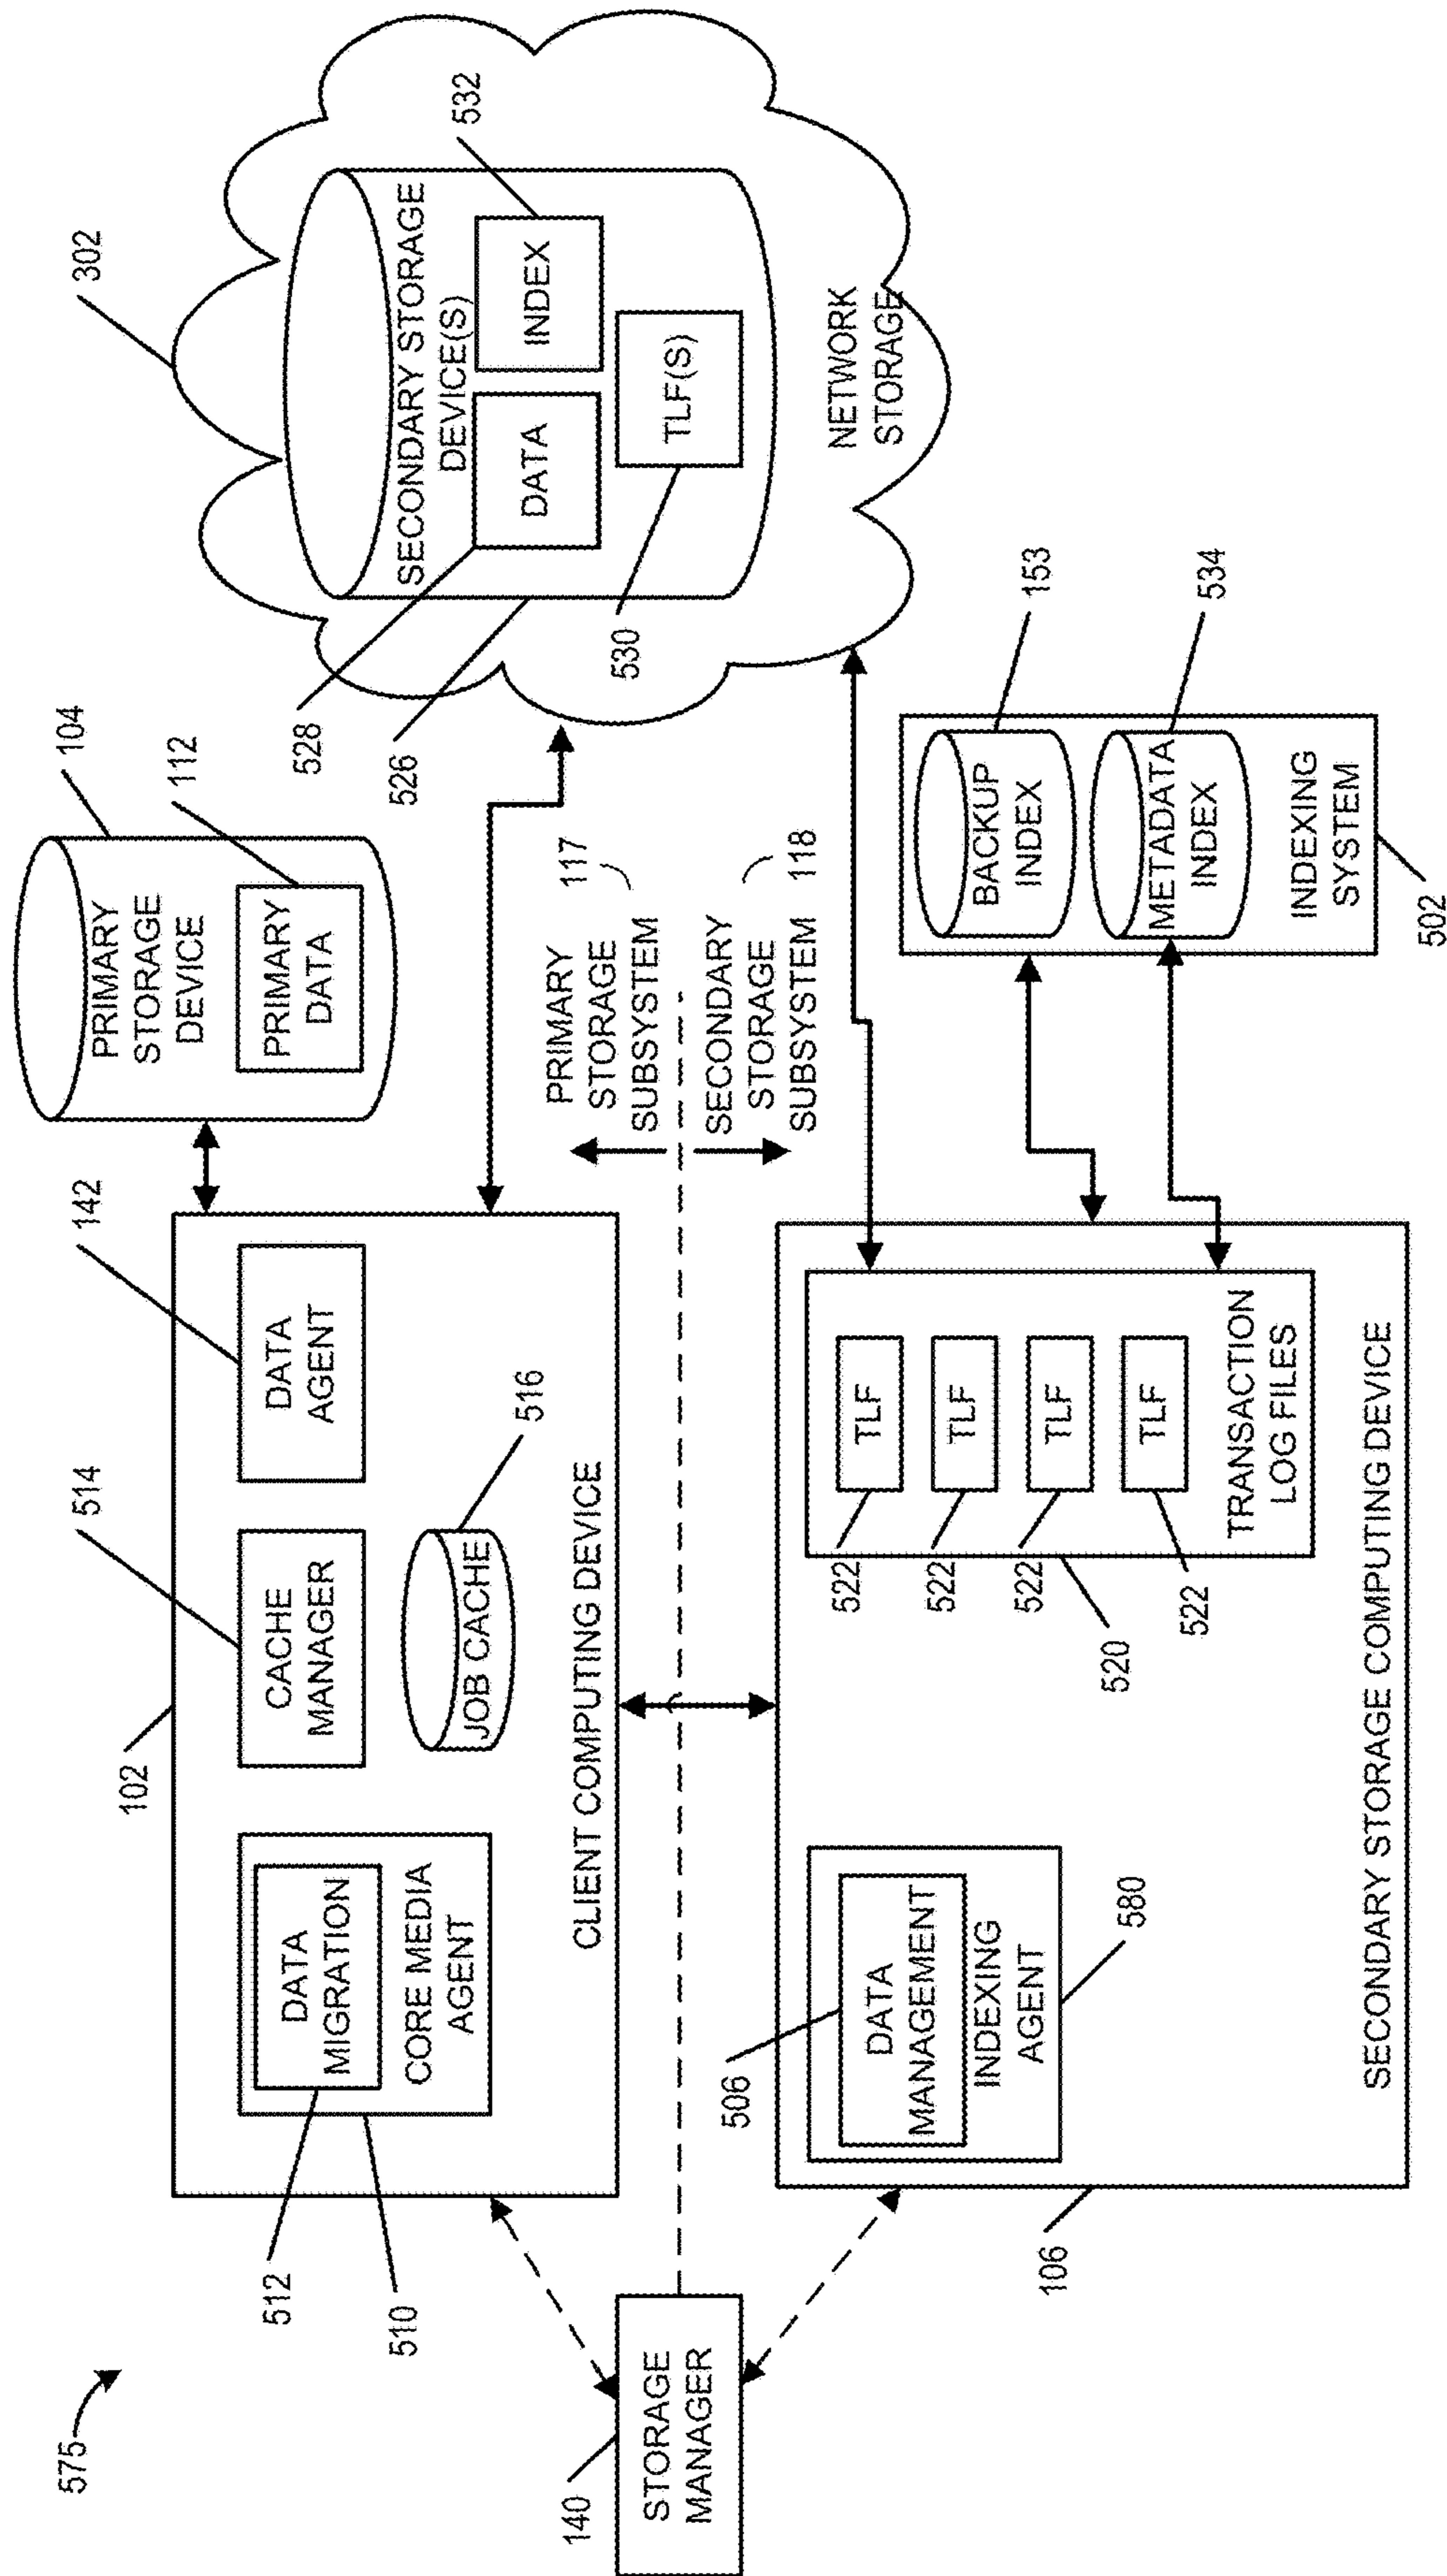 575
140
STORAGE
MANAGER
102
512
510
DATA
MIGRATION
CORE MEDIA
AGENT
514
CACHE
MANAGER
516
JOB CACHE
142
DATA
AGENT
CLIENT COMPUTING DEVICE
104
PRIMARY
STORAGE
DEVICE
112
PRIMARY
DATA
117
PRIMARY
STORAGE
SUBSYSTEM
SECONDARY
STORAGE
SUBSYSTEM
118
302
SECONDARY STORAGE
DEVICE(S)
528
DATA
532
INDEX
526
530
TLF(S)
NETWORK
STORAGE
106
506
DATA
MANAGEMENT
INDEXING
AGENT
580
522
TLF
522
TLF
522
TLF
522
TLF
520
TRANSACTION
LOG FILES
SECONDARY STORAGE COMPUTING DEVICE
153
BACKUP
INDEX
534
METADATA
INDEX
INDEXING
SYSTEM
502